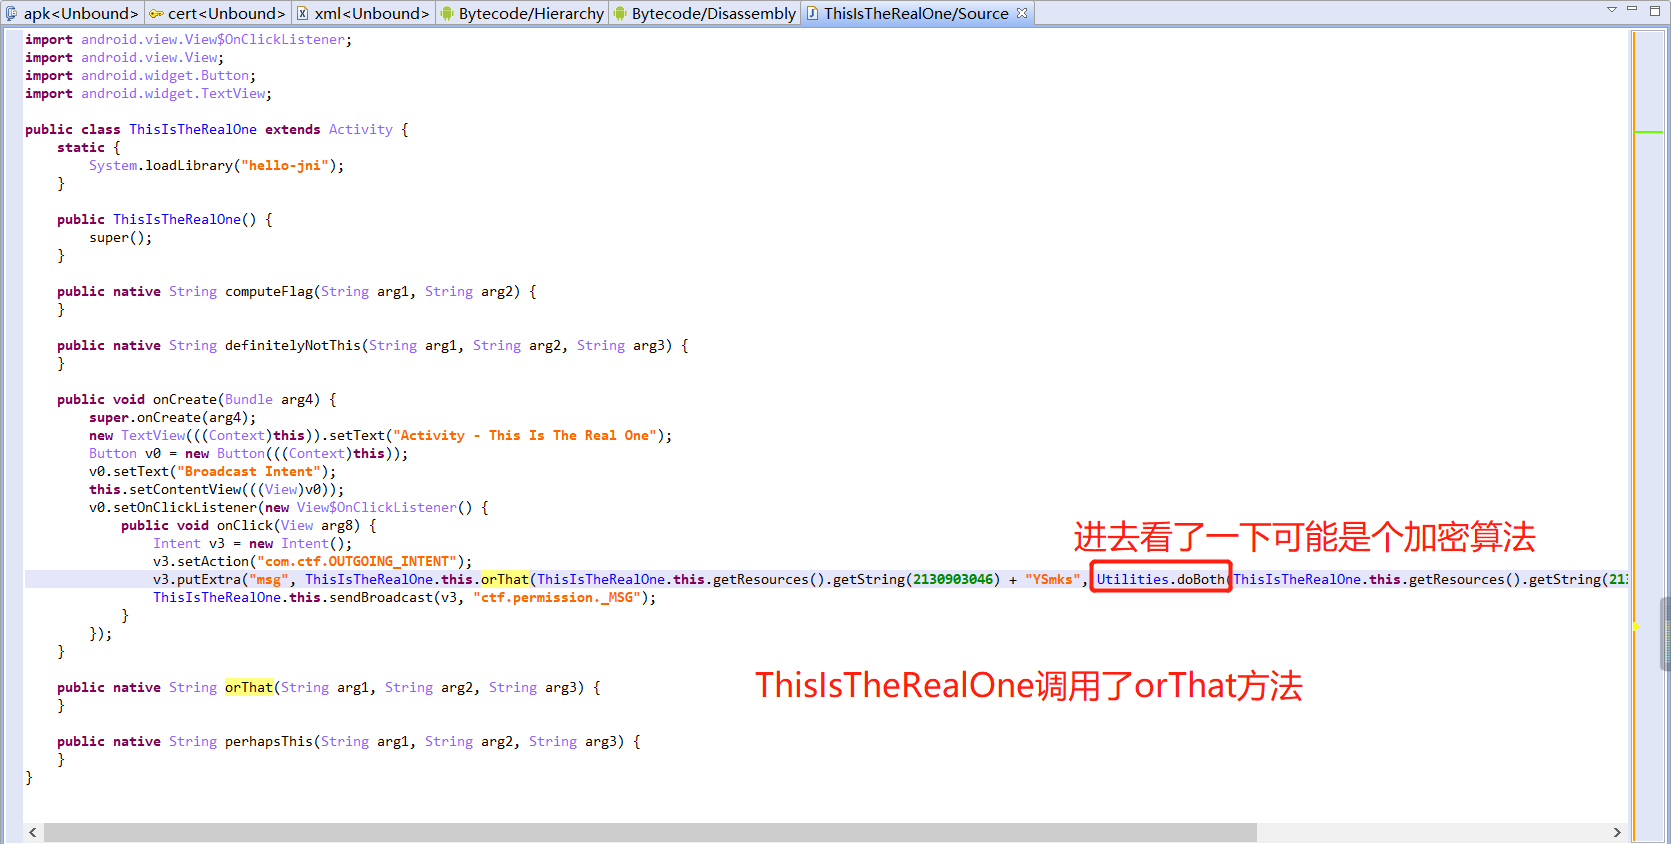 apk<Unbound> cert<Unbound> xml<Unbound> Bytecode/Hierarchy Bytecode/Disassembly ThisIsTheRealOne/Source
import android.view.View$OnClickListener;
import android.view.View;
import android.widget.Button;
import android.widget.TextView;
public class ThisIsTheRealOne extends Activity {
static {
System.loadLibrary("hello-jni");
}
public ThisIsTheRealOne() {
super();
}
public native String computeFlag(String arg1, String arg2) {
}
public native String definitelyNotThis(String arg1, String arg2, String arg3) {
}
public void onCreate(Bundle arg4) {
super.onCreate(arg4);
new TextView(((Context)this)).setText("Activity - This Is The Real One");
Button v0 = new Button(((Context)this));
v0.setText("Broadcast Intent");
this.setContentView(((View)v0));
v0.setOnClickListener(new View$OnClickListener() {
public void onClick(View arg8) {
进去看了一下可能是个加密算法
Intent v3 = new Intent();
v3.setAction("com.ctf.OUTGOING_INTENT");
v3.putExtra("msg", ThisIsTheRealOne.this.orThat(ThisIsTheRealOne.this.getResources().getString(2130903046) + "YSmks", Utilities.doBoth(ThisIsTheRealOne.this.getResources().getString(21
ThisIsTheRealOne.this.sendBroadcast(v3, "ctf.permission._MSG");
}
});
}
public native String orThat(String arg1, String arg2, String arg3) {
ThisIsTheRealOne调用了orThat方法
}
public native String perhapsThis(String arg1, String arg2, String arg3) {
}
}